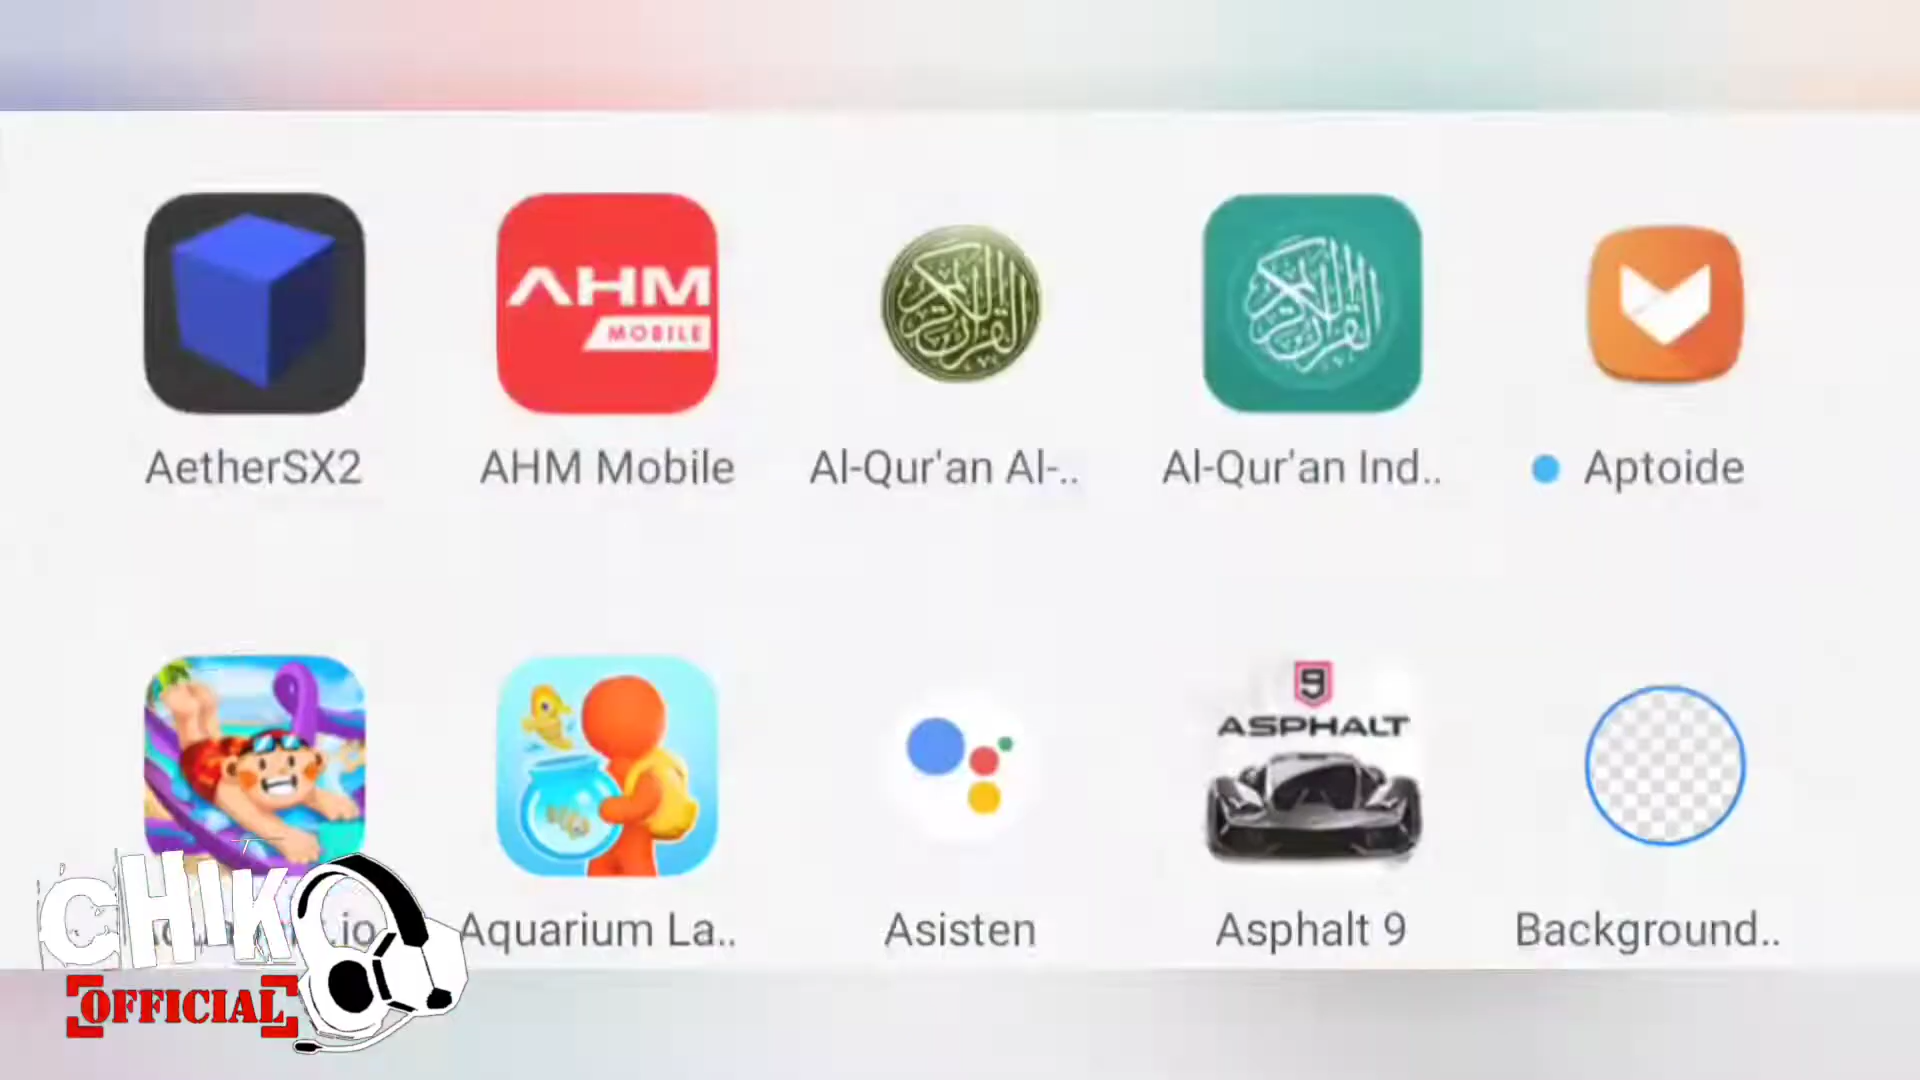 AHM
MOBILE
AetherSX2
AHM Mobile
Al-Qur'an Al-..
Al-Qur'an Ind..
Aptoide
9
ASPHALT
Aquarium La..
Asisten
Asphalt 9
Background..
CHIKO
OFFICIAL